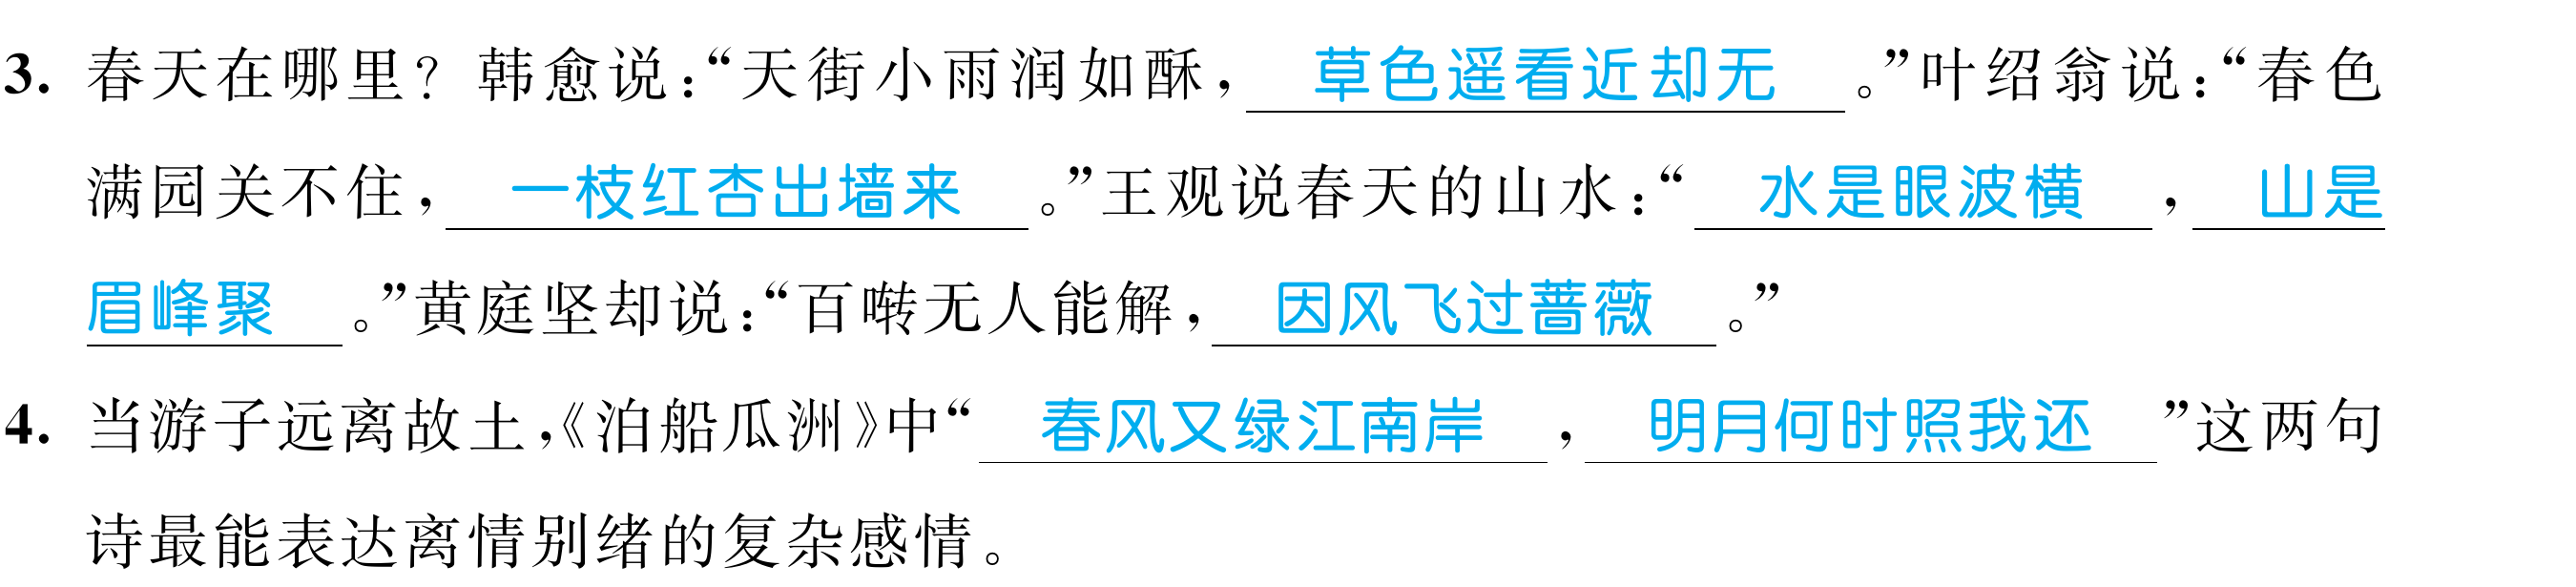 3. 春天在哪里？韩愈说：“天街小雨润如酥，草色遥看近却无。”叶绍翁说：“春色
满园关不住，一枝红杏出墙来。”王观说春天的山水：“水是眼波横，山是
眉峰聚。”黄庭坚却说：“百啭无人能解，因风飞过蔷薇。”
4. 当游子远离故土，《泊船瓜洲》中“春风又绿江南岸，明月何时照我还”这两句
诗最能表达离情别绪的复杂感情。